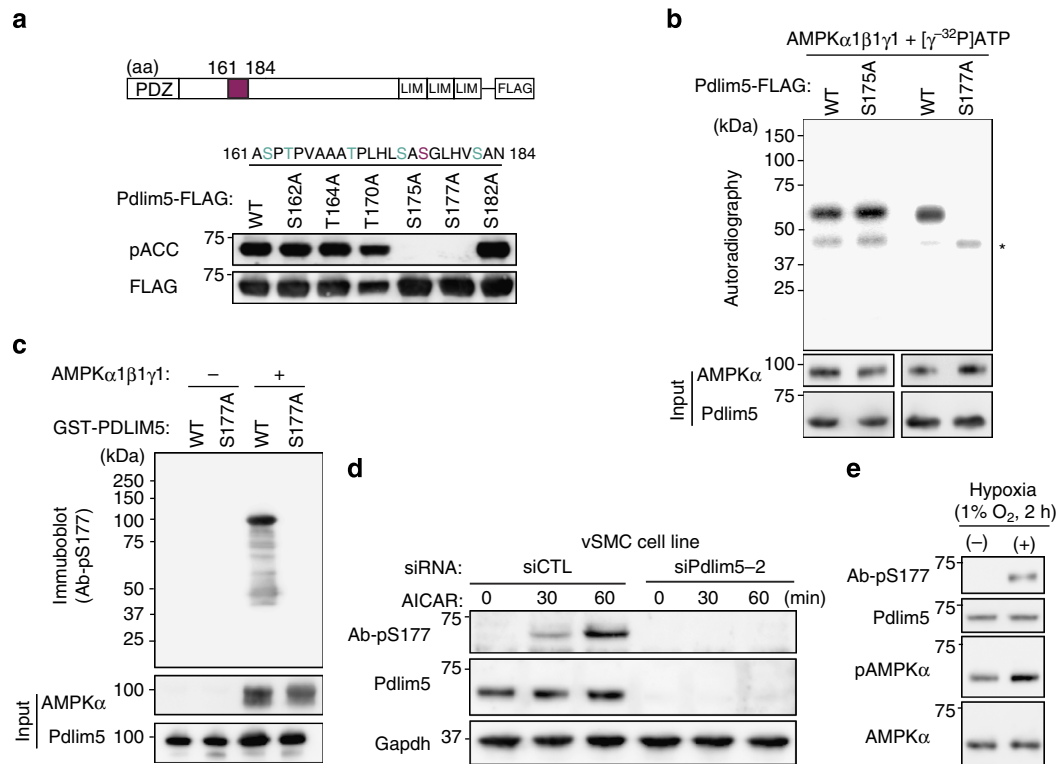 a
(aa)
161 184
PDZ LIM LIM LIM FLAG
161 ASPTPVAAATPLHLSASGLHVSAN 184
Pdlim5-FLAG: WT S162A T164A T170A S175A S177A S182A
pACC 75
FLAG 75
b
AMPKα1β1γ1 + [γ-32P]ATP
Pdlim5-FLAG: WT S175A WT S177A
(kDa)
150
100
75
50
37
25
Autoradiography
*
Input
AMPKα 100
Pdlim5 75
c
AMPKα1β1γ1: – +
GST-PDLIM5: WT S177A WT S177A
(kDa)
250
150
100
75
50
37
25
Immuboblot
(Ab-pS177)
Input
AMPKα 100
Pdlim5 100
d
vSMC cell line
siRNA: siCTL siPdlim5–2
AICAR: 0 30 60 0 30 60 (min)
Ab-pS177 75
Pdlim5 75
Gapdh 37
e
Hypoxia
(1% O2, 2 h)
(–) (+)
Ab-pS177 75
Pdlim5
pAMPKα 75
AMPKα 75